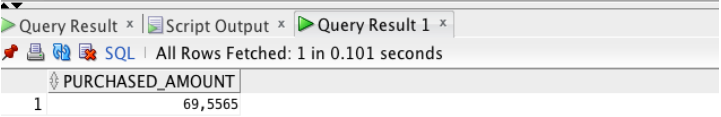 Query Result × Script Output × Query Result 1 ×
SQL | All Rows Fetched: 1 in 0.101 seconds
PURCHASED_AMOUNT
1 69,5565